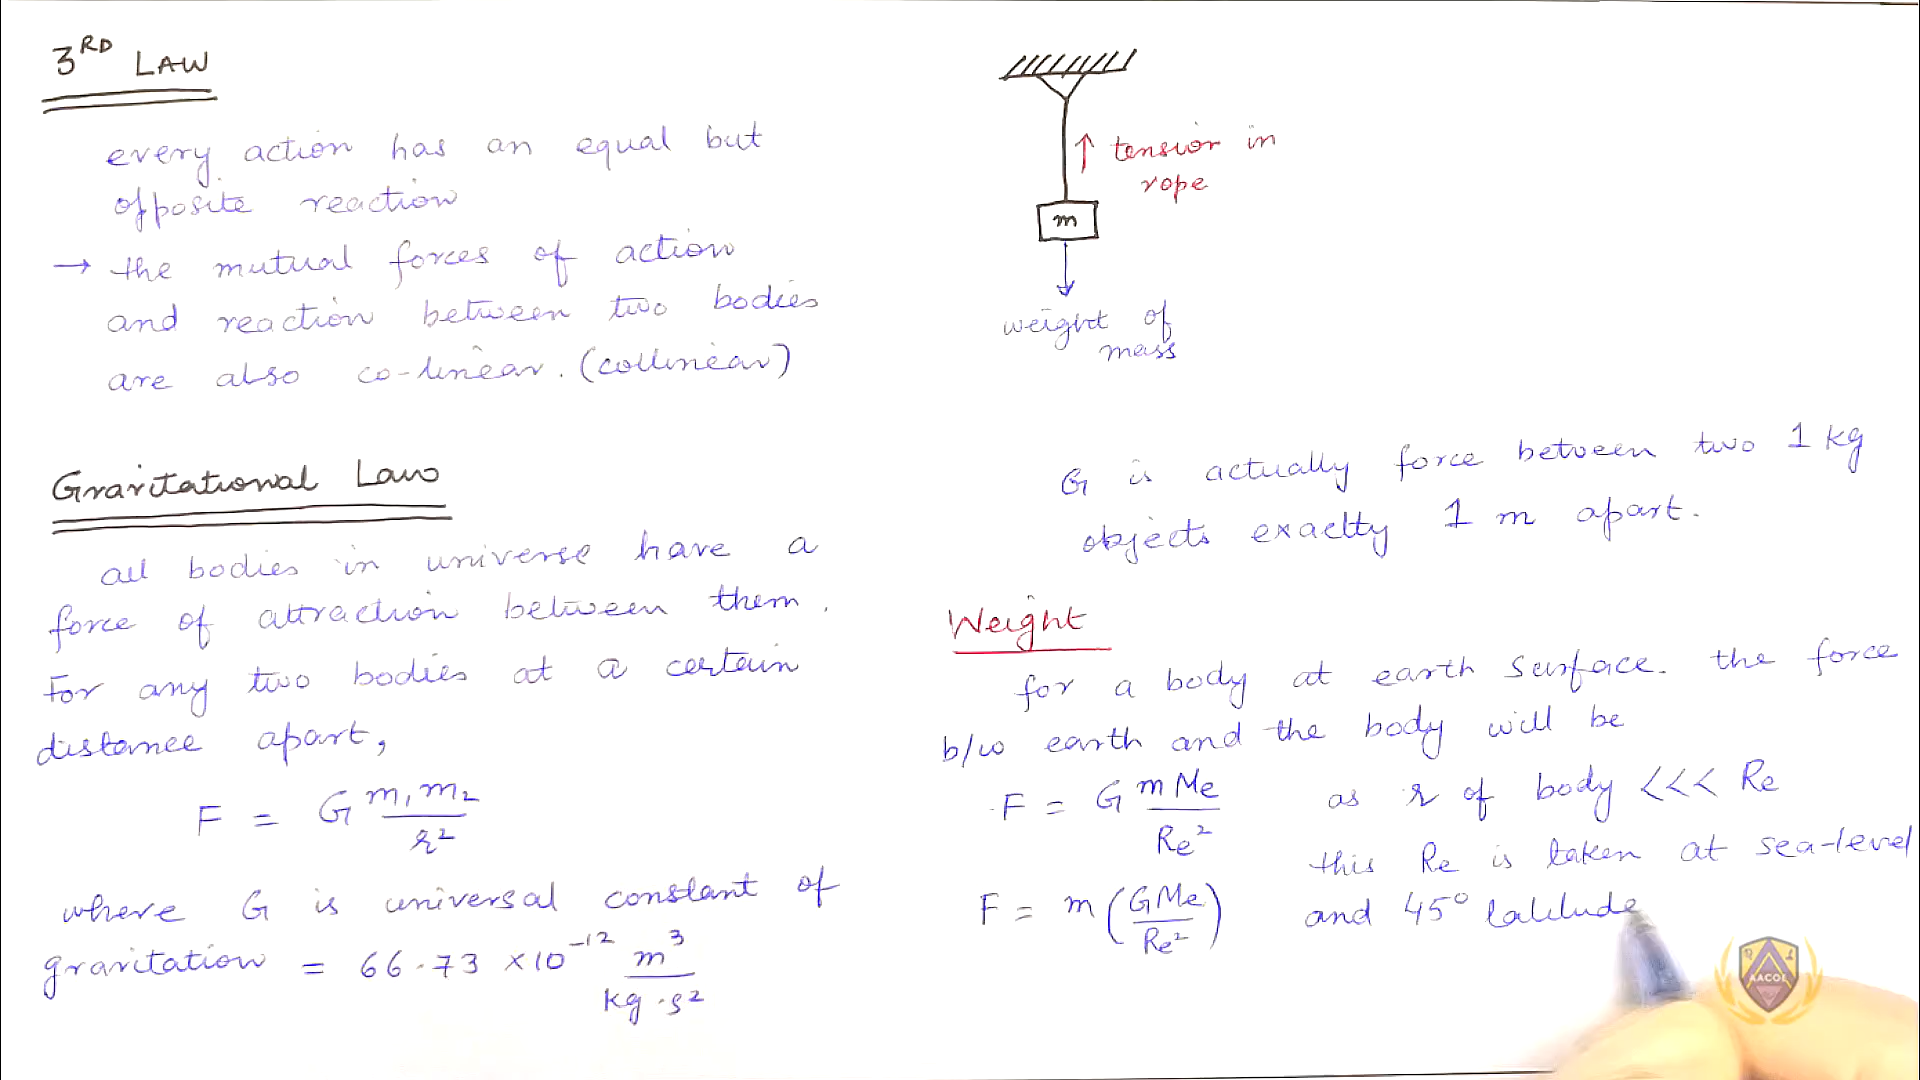 3RD LAW
every action has an equal but
opposite reaction
→ the mutual forces of action
and reaction between two bodies
are also co-linear. (collinear)
↑ tension in
rope
m
weight of
mass
Gravitational Law
all bodies in universe have a
force of attraction between them.
For any two bodies at a certain
distance apart,
F = G m₁m₂
r²
where G is universal constant of
gravitation = 66.73 ×10⁻¹² m³
kg.s²
G is actually force between two 1 kg
objects exactly 1 m apart.
Weight
for a body at earth surface. the force
b/w earth and the body will be
F = G mMe as r of body <<< Re
Re²
this Re is taken at sea-level
F = m (GMe/Re²) and 45° latitude
AACOL